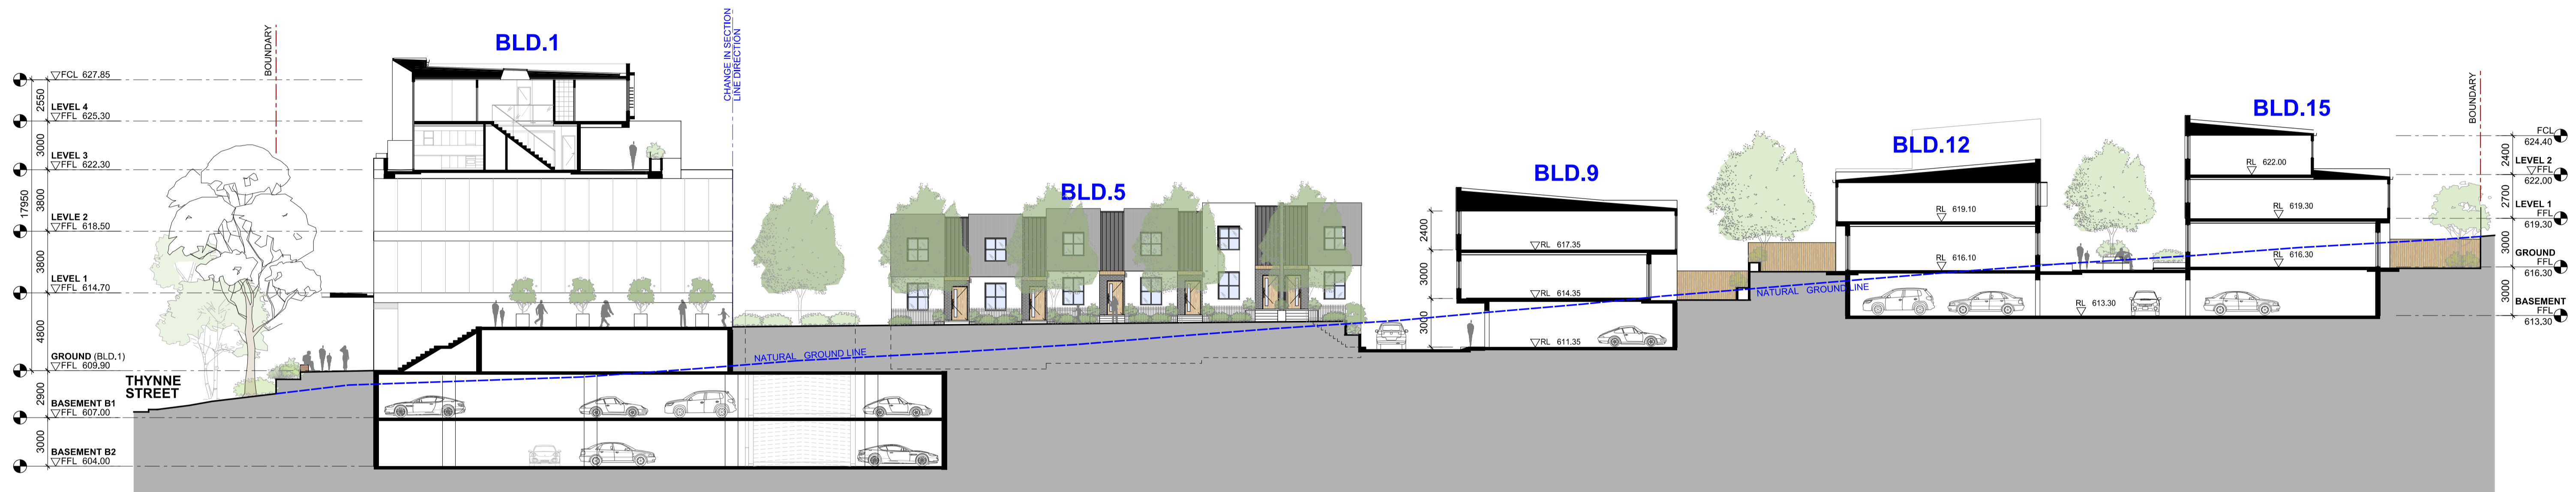 BOUNDARY
BLD.1
CHANGE IN SECTION
LINE DIRECTION
FCL 627.85
2550
LEVEL 4
FFL 625.30
3000
LEVEL 3
FFL 622.30
17950
3800
LEVLE 2
FFL 618.50
3800
LEVEL 1
FFL 614.70
4800
GROUND (BLD.1)
FFL 609.90
2900
BASEMENT B1
FFL 607.00
3000
BASEMENT B2
FFL 604.00
THYNNE
STREET
NATURAL GROUND LINE
BLD.5
BLD.9
2400
RL 617.35
3000
RL 614.35
3000
RL 611.35
BLD.12
RL 619.10
RL 616.10
NATURAL GROUND LINE
RL 613.30
BLD.15
RL 622.00
RL 619.30
RL 616.30
BOUNDARY
FCL
624.40
2400
LEVEL 2
FFL
622.00
2700
LEVEL 1
FFL
619.30
3000
GROUND
FFL
616.30
3000
BASEMENT
FFL
613.30